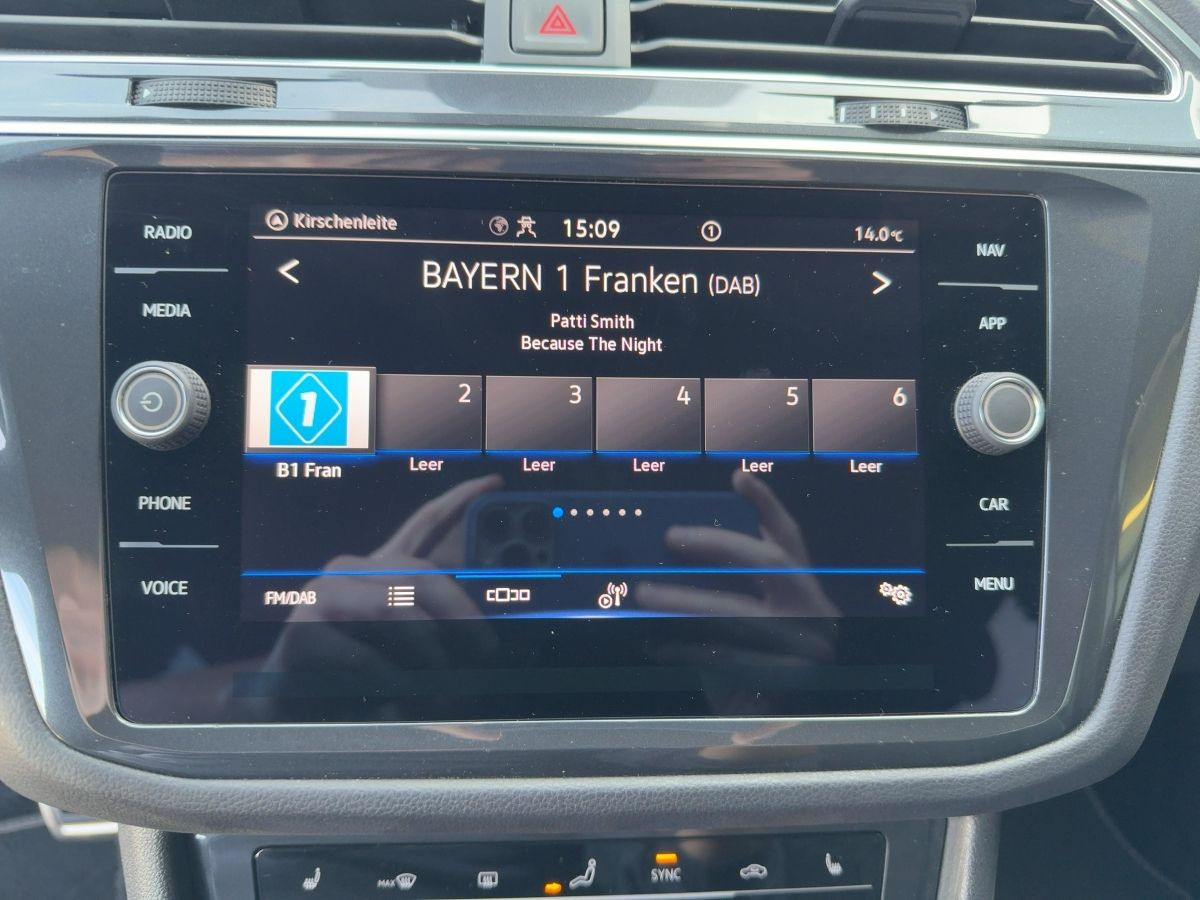 RADIO
MEDIA
PHONE
VOICE
Kirschenleite
15:09
1
14.0°C
BAYERN 1 Franken (DAB)
Patti Smith
Because The Night
1
2
3
4
5
6
B1 Fran
Leer
Leer
Leer
Leer
Leer
FM/DAB
NAV
APP
CAR
MENU
MAX
SYNC